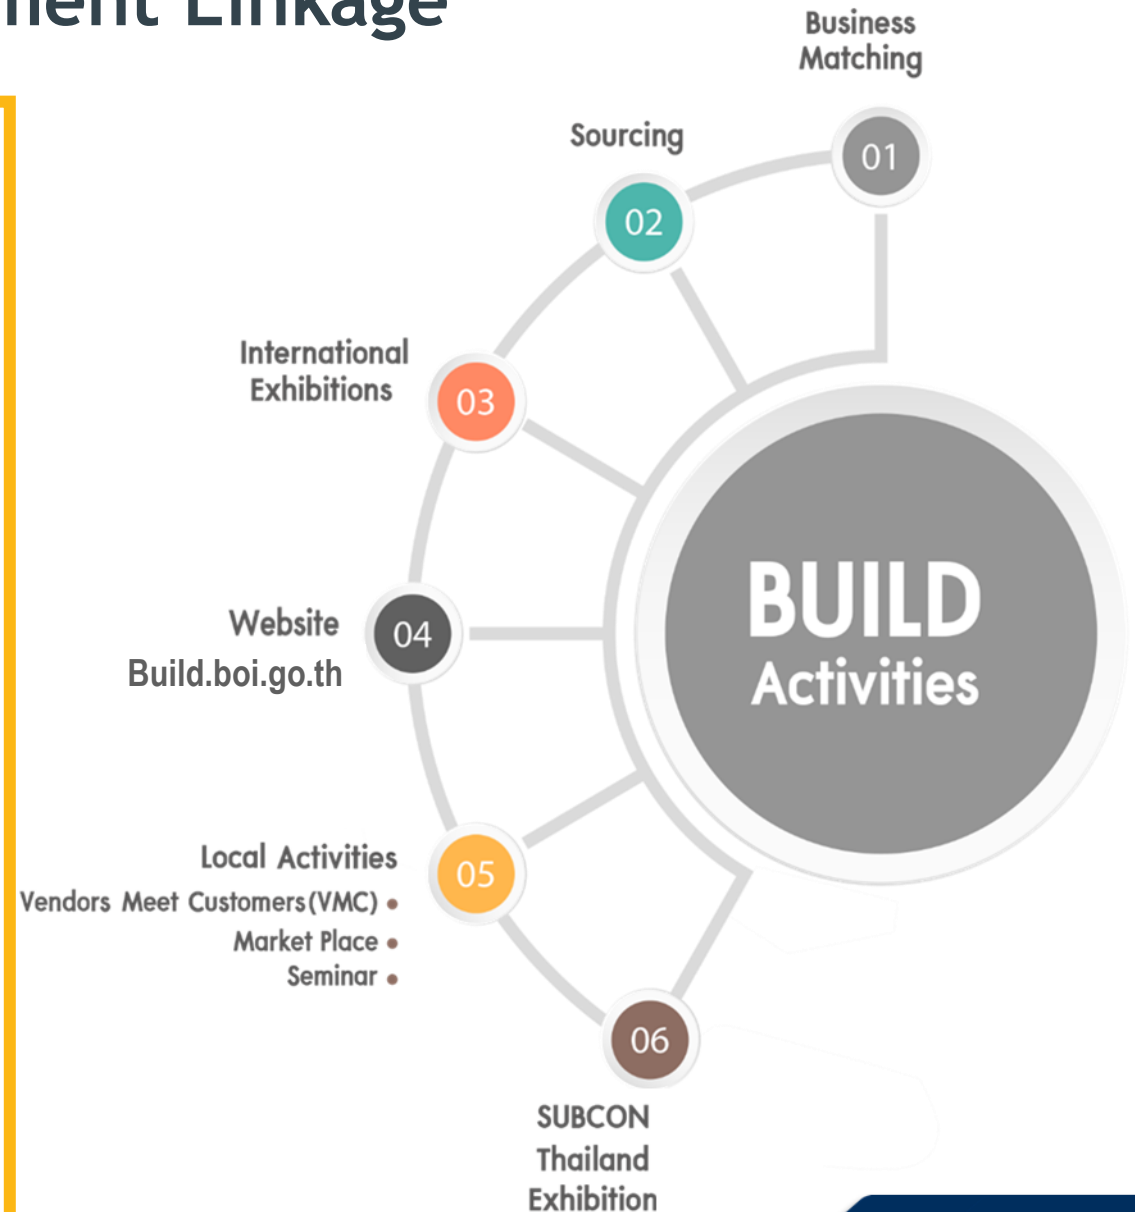 Linkage
Business
Matching
01
Sourcing
02
International
Exhibitions
03
Website
Build.boi.go.th
04
BUILD
Activities
Local Activities
Vendors Meet Customers(VMC) •
Market Place •
Seminar •
05
06
SUBCON
Thailand
Exhibition